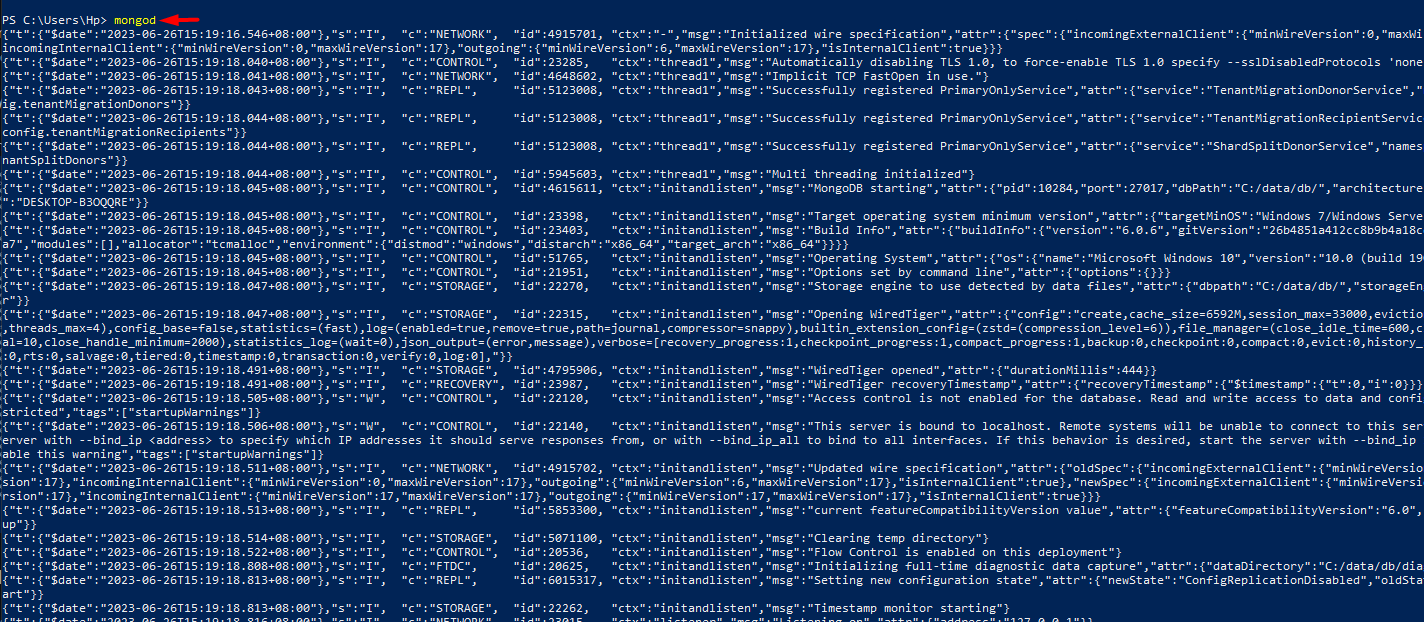 PS C:\Users\Hp> mongod
{"t":{"$date":"2023-06-26T15:19:16.546+08:00"},"s":"I",  "c":"NETWORK",  "id":4915701, "ctx":"-","msg":"Initialized wire specification","attr":{"spec":{"incomingExternalClient":{"minWireVersion":0,"maxWi
incomingInternalClient":{"minWireVersion":0,"maxWireVersion":17},"outgoing":{"minWireVersion":6,"maxWireVersion":17},"isInternalClient":true}}}
{"t":{"$date":"2023-06-26T15:19:18.040+08:00"},"s":"I",  "c":"CONTROL",  "id":23285,   "ctx":"thread1","msg":"Automatically disabling TLS 1.0, to force-enable TLS 1.0 specify --sslDisabledProtocols 'none
{"t":{"$date":"2023-06-26T15:19:18.041+08:00"},"s":"I",  "c":"NETWORK",  "id":4648602, "ctx":"thread1","msg":"Implicit TCP FastOpen in use."}
{"t":{"$date":"2023-06-26T15:19:18.043+08:00"},"s":"I",  "c":"REPL",     "id":5123008, "ctx":"thread1","msg":"Successfully registered PrimaryOnlyService","attr":{"service":"TenantMigrationDonorService","
ig.tenantMigrationDonors"}}
{"t":{"$date":"2023-06-26T15:19:18.044+08:00"},"s":"I",  "c":"REPL",     "id":5123008, "ctx":"thread1","msg":"Successfully registered PrimaryOnlyService","attr":{"service":"TenantMigrationRecipientServic
config.tenantMigrationRecipients"}}
{"t":{"$date":"2023-06-26T15:19:18.044+08:00"},"s":"I",  "c":"REPL",     "id":5123008, "ctx":"thread1","msg":"Successfully registered PrimaryOnlyService","attr":{"service":"ShardSplitDonorService","names
nantSplitDonors"}}
{"t":{"$date":"2023-06-26T15:19:18.044+08:00"},"s":"I",  "c":"CONTROL",  "id":5945603, "ctx":"thread1","msg":"Multi threading initialized"}
{"t":{"$date":"2023-06-26T15:19:18.045+08:00"},"s":"I",  "c":"CONTROL",  "id":4615611, "ctx":"initandlisten","msg":"MongoDB starting","attr":{"pid":10284,"port":27017,"dbPath":"C:/data/db/","architecture
":"DESKTOP-B3OQQRE"}}
{"t":{"$date":"2023-06-26T15:19:18.045+08:00"},"s":"I",  "c":"CONTROL",  "id":23398,   "ctx":"initandlisten","msg":"Target operating system minimum version","attr":{"targetMinOS":"Windows 7/Windows Serve
{"t":{"$date":"2023-06-26T15:19:18.045+08:00"},"s":"I",  "c":"CONTROL",  "id":23403,   "ctx":"initandlisten","msg":"Build Info","attr":{"buildInfo":{"version":"6.0.6","gitVersion":"26b4851a412cc8b9b4a18c
a7","modules":[],"allocator":"tcmalloc","environment":{"distmod":"windows","distarch":"x86_64","target_arch":"x86_64"}}}}
{"t":{"$date":"2023-06-26T15:19:18.045+08:00"},"s":"I",  "c":"CONTROL",  "id":51765,   "ctx":"initandlisten","msg":"Operating System","attr":{"os":{"name":"Microsoft Windows 10","version":"10.0 (build 19
{"t":{"$date":"2023-06-26T15:19:18.045+08:00"},"s":"I",  "c":"CONTROL",  "id":21951,   "ctx":"initandlisten","msg":"Options set by command line","attr":{"options":{}}}
{"t":{"$date":"2023-06-26T15:19:18.047+08:00"},"s":"I",  "c":"STORAGE",  "id":22270,   "ctx":"initandlisten","msg":"Storage engine to use detected by data files","attr":{"dbpath":"C:/data/db/","storageEn
r"}}
{"t":{"$date":"2023-06-26T15:19:18.047+08:00"},"s":"I",  "c":"STORAGE",  "id":22315,   "ctx":"initandlisten","msg":"Opening WiredTiger","attr":{"config":"create,cache_size=6592M,session_max=33000,evictio
,threads_max=4),config_base=false,statistics=(fast),log=(enabled=true,remove=true,path=journal,compressor=snappy),builtin_extension_config=(zstd=(compression_level=6)),file_manager=(close_idle_time=600,c
al=10,close_handle_minimum=2000),statistics_log=(wait=0),json_output=(error,message),verbose=[recovery_progress:1,checkpoint_progress:1,compact_progress:1,backup:0,checkpoint:0,compact:0,evict:0,history_
:0,rts:0,salvage:0,tiered:0,timestamp:0,transaction:0,verify:0,log:0],"}}
{"t":{"$date":"2023-06-26T15:19:18.491+08:00"},"s":"I",  "c":"STORAGE",  "id":4795906, "ctx":"initandlisten","msg":"WiredTiger opened","attr":{"durationMillis":444}}
{"t":{"$date":"2023-06-26T15:19:18.491+08:00"},"s":"I",  "c":"RECOVERY", "id":23987,   "ctx":"initandlisten","msg":"WiredTiger recoveryTimestamp","attr":{"recoveryTimestamp":{"$timestamp":{"t":0,"i":0}}}
{"t":{"$date":"2023-06-26T15:19:18.505+08:00"},"s":"W",  "c":"CONTROL",  "id":22120,   "ctx":"initandlisten","msg":"Access control is not enabled for the database. Read and write access to data and confi
stricted","tags":["startupWarnings"]}
{"t":{"$date":"2023-06-26T15:19:18.506+08:00"},"s":"W",  "c":"CONTROL",  "id":22140,   "ctx":"initandlisten","msg":"This server is bound to localhost. Remote systems will be unable to connect to this ser
erver with --bind_ip <address> to specify which IP addresses it should serve responses from, or with --bind_ip_all to bind to all interfaces. If this behavior is desired, start the server with --bind_ip
able this warning","tags":["startupWarnings"]}
{"t":{"$date":"2023-06-26T15:19:18.511+08:00"},"s":"I",  "c":"NETWORK",  "id":4915702, "ctx":"initandlisten","msg":"Updated wire specification","attr":{"oldSpec":{"incomingExternalClient":{"minWireVersio
sion":17},"incomingInternalClient":{"minWireVersion":0,"maxWireVersion":17},"outgoing":{"minWireVersion":6,"maxWireVersion":17},"isInternalClient":true},"newSpec":{"incomingExternalClient":{"minWireVersi
rsion":17},"incomingInternalClient":{"minWireVersion":17,"maxWireVersion":17},"outgoing":{"minWireVersion":17,"maxWireVersion":17},"isInternalClient":true}}}
{"t":{"$date":"2023-06-26T15:19:18.513+08:00"},"s":"I",  "c":"REPL",     "id":5853300, "ctx":"initandlisten","msg":"current featureCompatibilityVersion value","attr":{"featureCompatibilityVersion":"6.0",
up"}}
{"t":{"$date":"2023-06-26T15:19:18.514+08:00"},"s":"I",  "c":"STORAGE",  "id":5071100, "ctx":"initandlisten","msg":"Clearing temp directory"}
{"t":{"$date":"2023-06-26T15:19:18.522+08:00"},"s":"I",  "c":"CONTROL",  "id":20536,   "ctx":"initandlisten","msg":"Flow Control is enabled on this deployment"}
{"t":{"$date":"2023-06-26T15:19:18.808+08:00"},"s":"I",  "c":"FTDC",     "id":20625,   "ctx":"initandlisten","msg":"Initializing full-time diagnostic data capture","attr":{"dataDirectory":"C:/data/db/dia
{"t":{"$date":"2023-06-26T15:19:18.813+08:00"},"s":"I",  "c":"REPL",     "id":6015317, "ctx":"initandlisten","msg":"Setting new configuration state","attr":{"newState":"ConfigReplicationDisabled","oldSta
art"}}
{"t":{"$date":"2023-06-26T15:19:18.813+08:00"},"s":"I",  "c":"STORAGE",  "id":22262,   "ctx":"initandlisten","msg":"Timestamp monitor starting"}
{"t":{"$date":"2023-06-26T15:19:18.816+08:00"},"s":"I",  "c":"NETWORK",  "id":23015,   "ctx":"listener","msg":"Listening on","attr":{"address":"127.0.0.1"}}